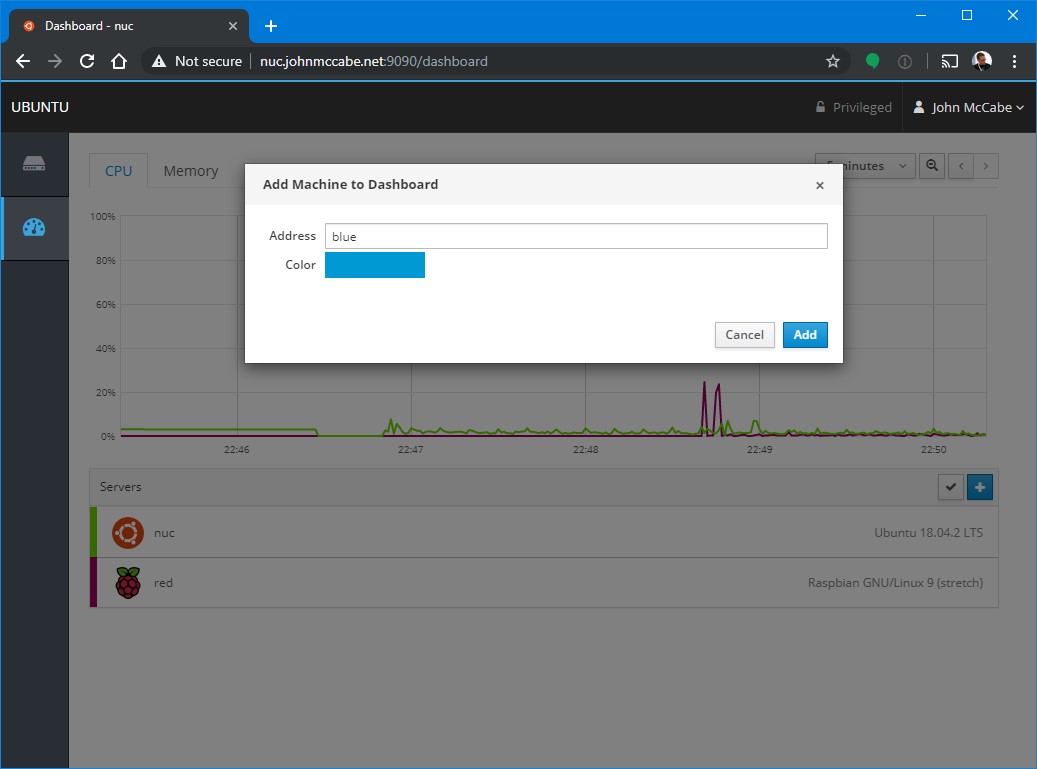 Dashboard - nuc
Not secure nuc.johnmccabe.net:9090/dashboard
UBUNTU Privileged John McCabe
CPU Memory minutes
Add Machine to Dashboard
Address blue
Color
Cancel Add
100%
80%
60%
40%
20%
0%
22:46 22:47 22:48 22:49 22:50
Servers
nuc Ubuntu 18.04.2 LTS
red Raspbian GNU/Linux 9 (stretch)